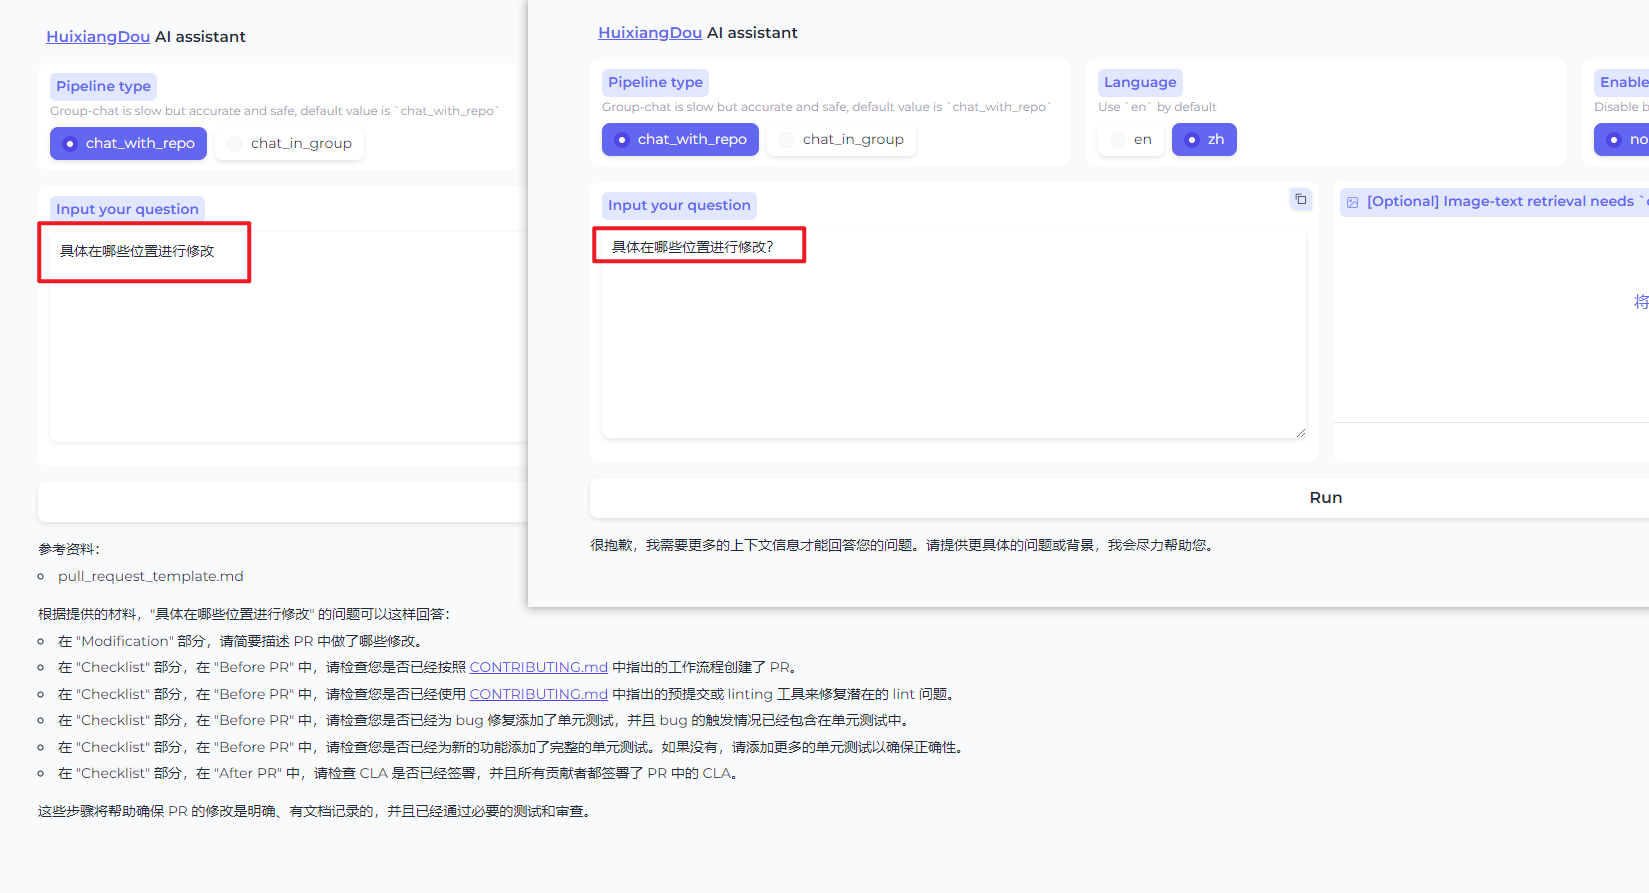 HuixiangDou AI assistant
Pipeline type
Group-chat is slow but accurate and safe, default value is `chat_with_repo`
chat_with_repo
chat_in_group
Input your question
具体在哪些位置进行修改
参考资料：
pull_request_template.md
根据提供的材料，"具体在哪些位置进行修改" 的问题可以这样回答：
在 "Modification" 部分，请简要描述 PR 中做了哪些修改。
在 "Checklist" 部分，在 "Before PR" 中，请检查您是否已经按照 CONTRIBUTING.md 中指出的工作流程创建了 PR。
在 "Checklist" 部分，在 "Before PR" 中，请检查您是否已经使用 CONTRIBUTING.md 中指出的预提交或 linting 工具来修复潜在的 lint 问题。
在 "Checklist" 部分，在 "Before PR" 中，请检查您是否已经为 bug 修复添加了单元测试，并且 bug 的触发情况已经包含在单元测试中。
在 "Checklist" 部分，在 "Before PR" 中，请检查您是否已经为新的功能添加了完整的单元测试。如果没有，请添加更多的单元测试以确保正确性。
在 "Checklist" 部分，在 "After PR" 中，请检查 CLA 是否已经签署，并且所有贡献者都签署了 PR 中的 CLA。
这些步骤将帮助确保 PR 的修改是明确、有文档记录的，并且已经通过必要的测试和审查。
HuixiangDou AI assistant
Pipeline type
Group-chat is slow but accurate and safe, default value is `chat_with_repo`
chat_with_repo
chat_in_group
Language
Use `en` by default
en
zh
Enable
Disable b
no
Input your question
具体在哪些位置进行修改？
[Optional] Image-text retrieval needs `
将
Run
很抱歉，我需要更多的上下文信息才能回答您的问题。请提供更具体的问题或背景，我会尽力帮助您。